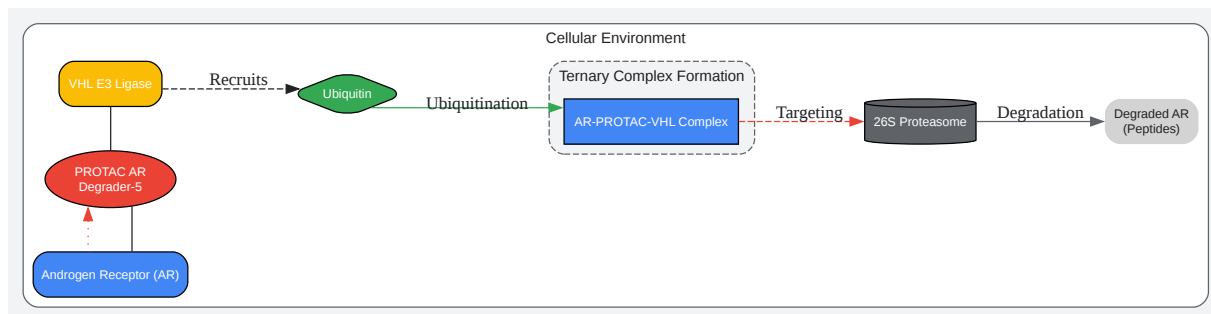 Cellular Environment
VHL E3 Ligase
Recruits
Ubiquitin
Ubiquitination
Ternary Complex Formation
AR-PROTAC-VHL Complex
Targeting
26S Proteasome
Degradation
Degraded AR
(Peptides)
PROTAC AR
Degrader-5
Androgen Receptor (AR)